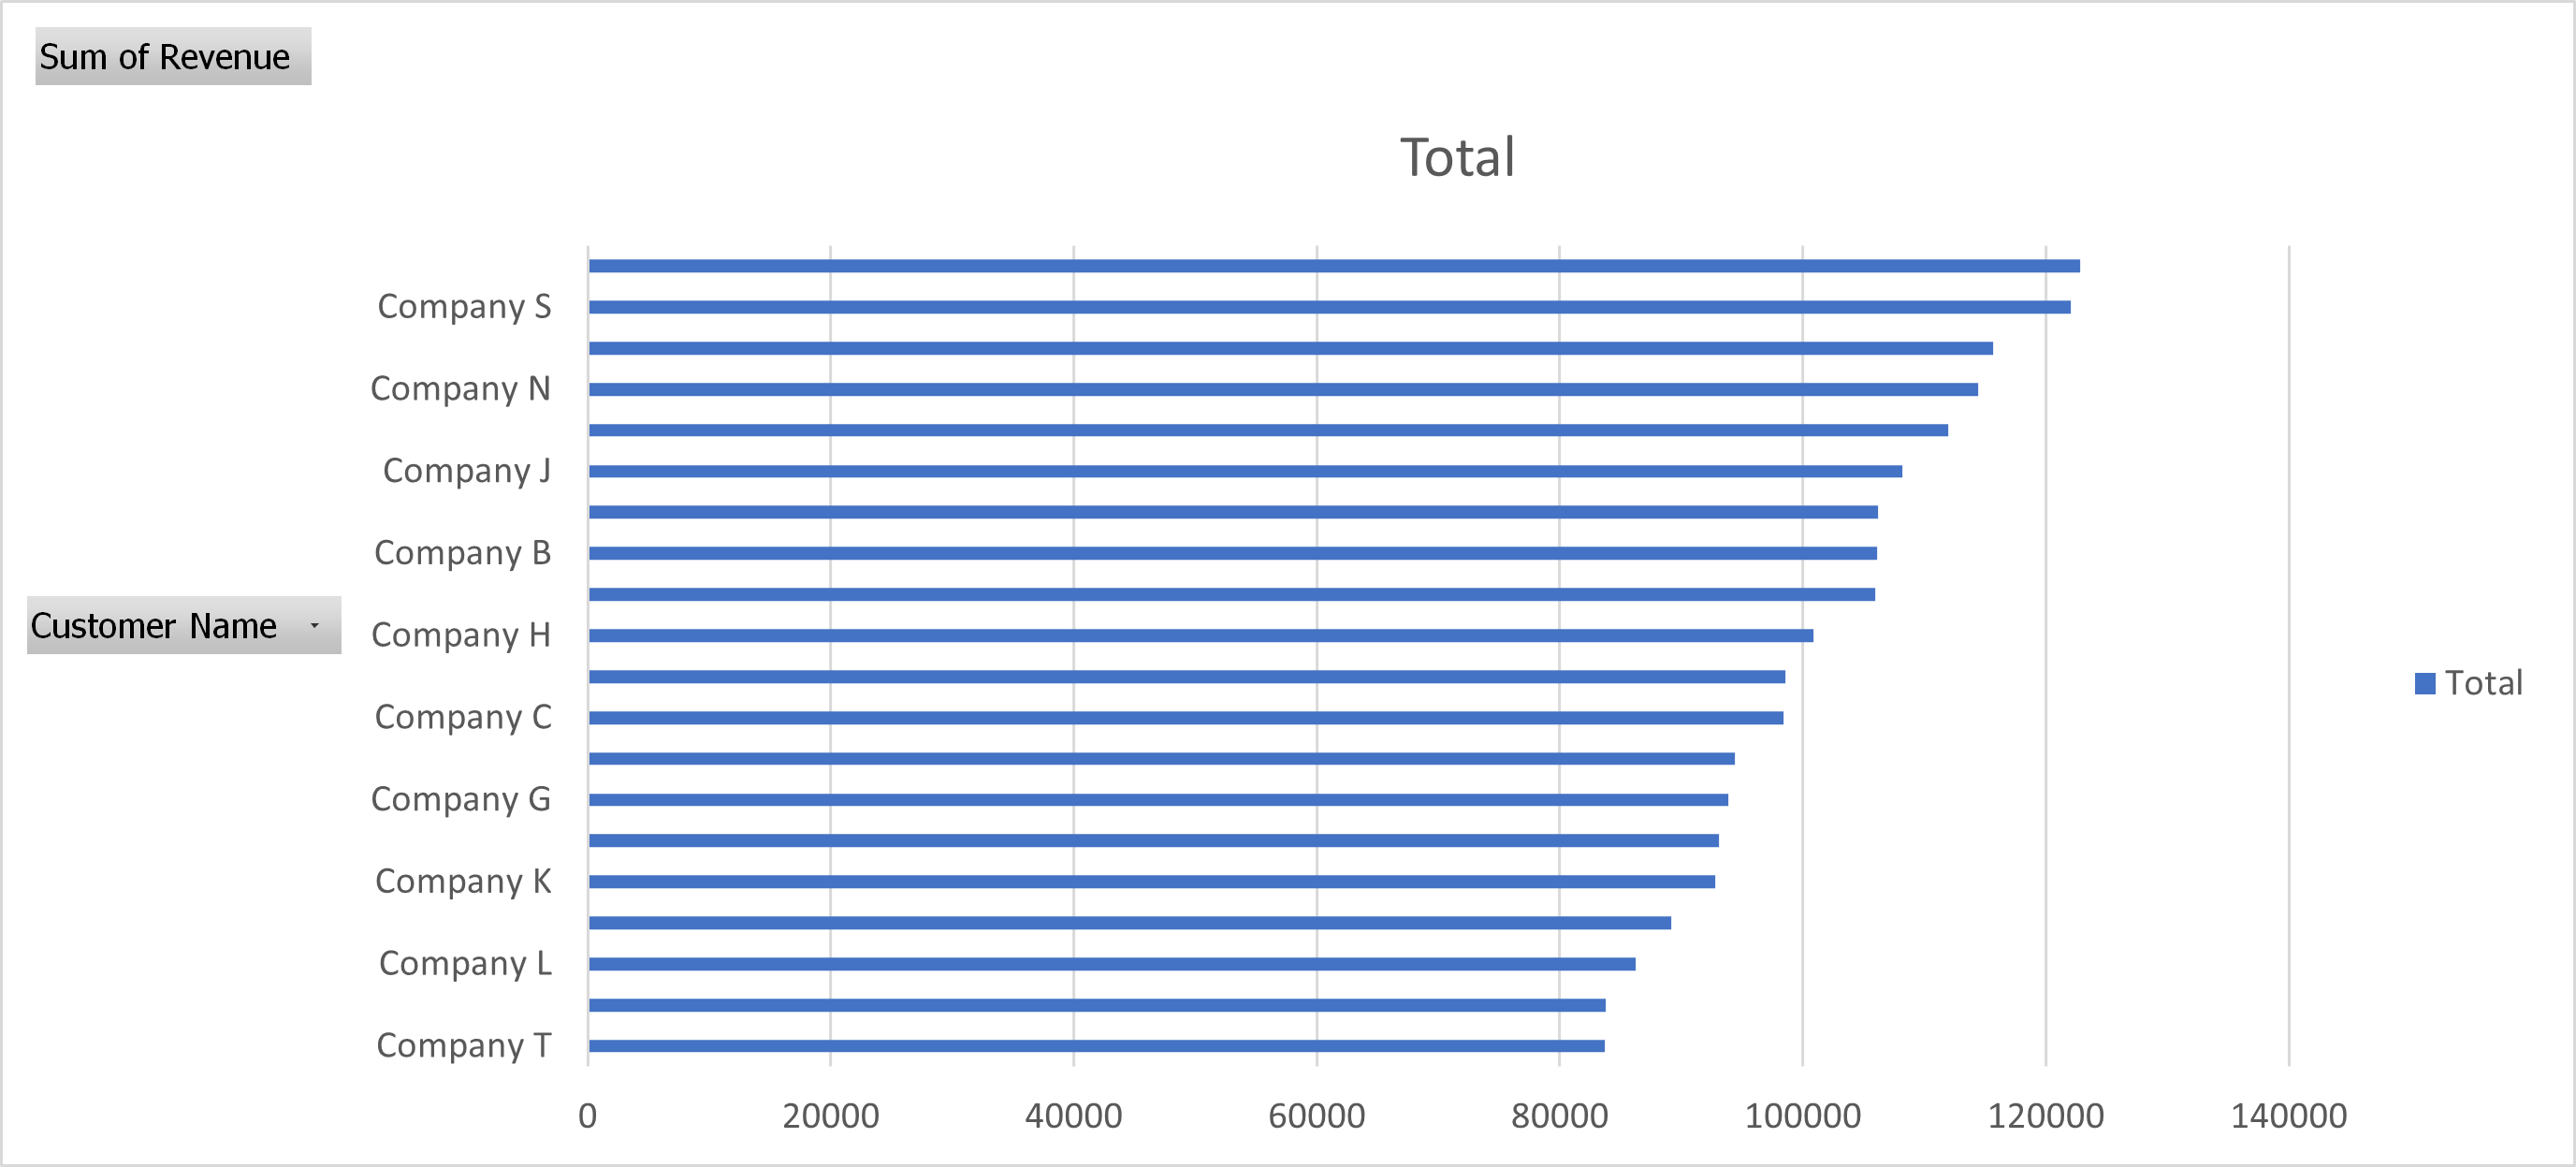 Sum of Revenue
Total
Company S
Company N
Company J
Company B
Customer Name
Company H
Company C
Total
Company G
Company K
Company L
Company T
0 20000 40000 60000 80000 100000 120000 140000